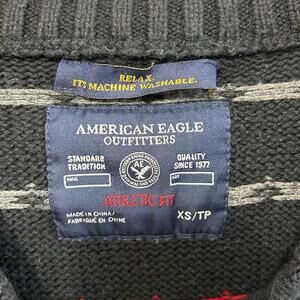 RELAX.
ITS MACHINE WASHABLE.
AMERICAN EAGLE
OUTFITTERS
STANDARD
TRADITION
QUALITY
SINCE 1977
AE
ATHLETIC FIT
MADE IN CHINA/
FABRIQUÉ EN CHINE
XS/TP